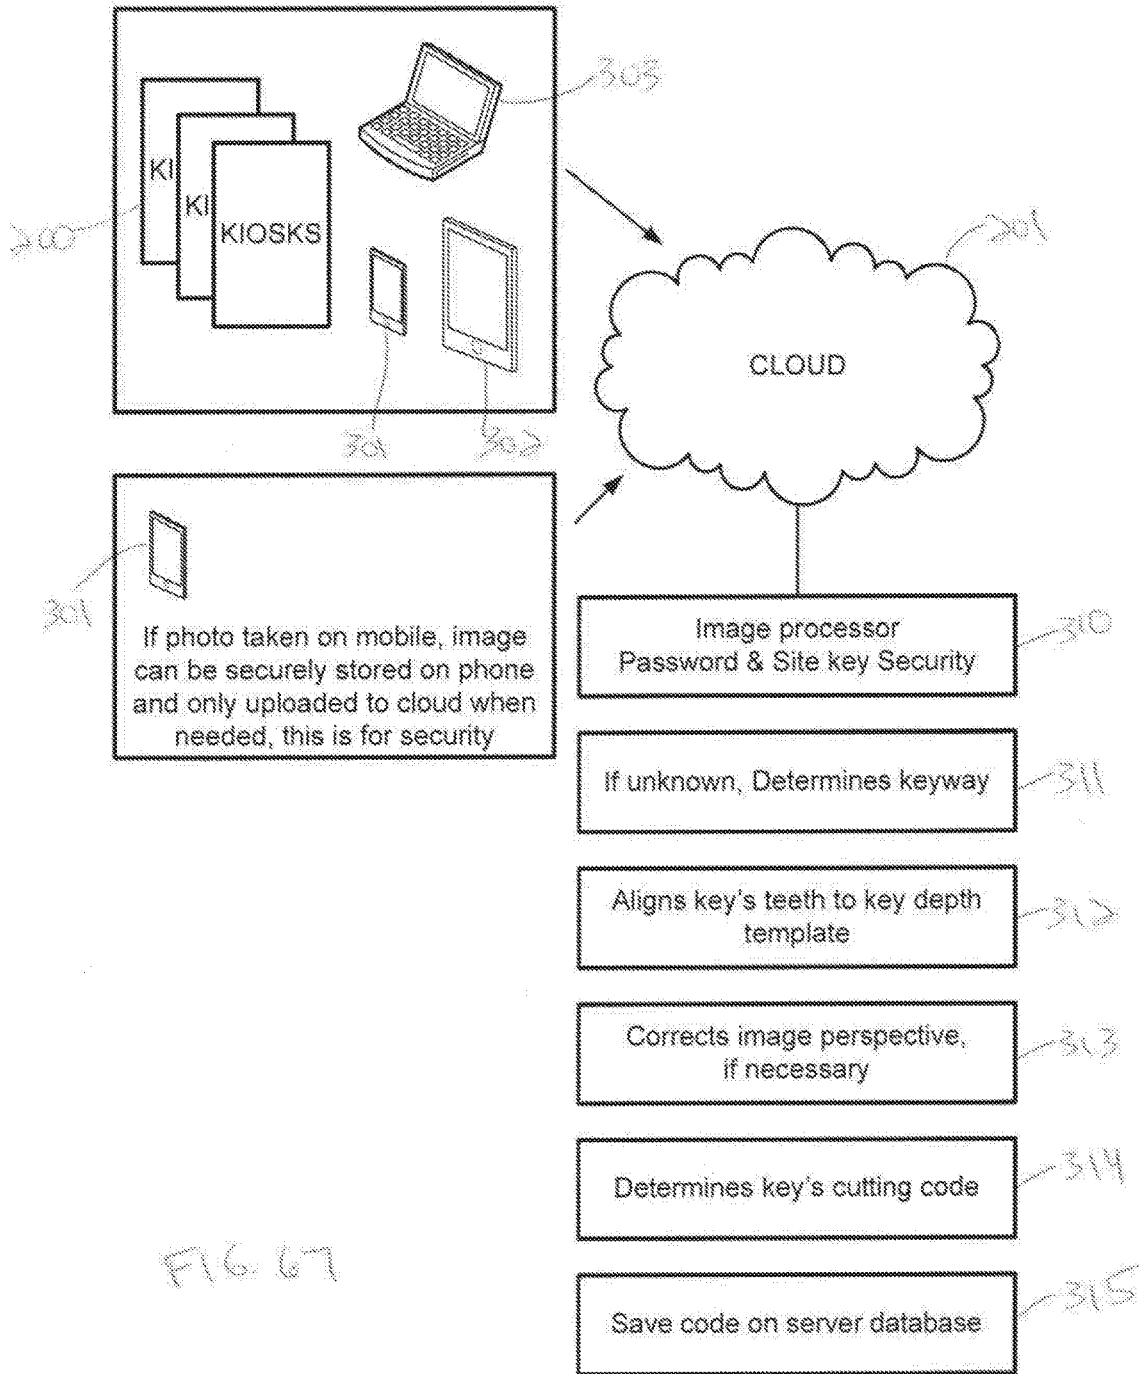 303
KI
KI
KIOSKS
200
201
CLOUD
301
302
301
If photo taken on mobile, image
can be securely stored on phone
and only uploaded to cloud when
needed, this is for security
Image processor
Password & Site key Security
310
If unknown, Determines keyway
311
Aligns key's teeth to key depth
template
312
Corrects image perspective,
if necessary
313
Determines key's cutting code
314
Save code on server database
315
FIG. 67